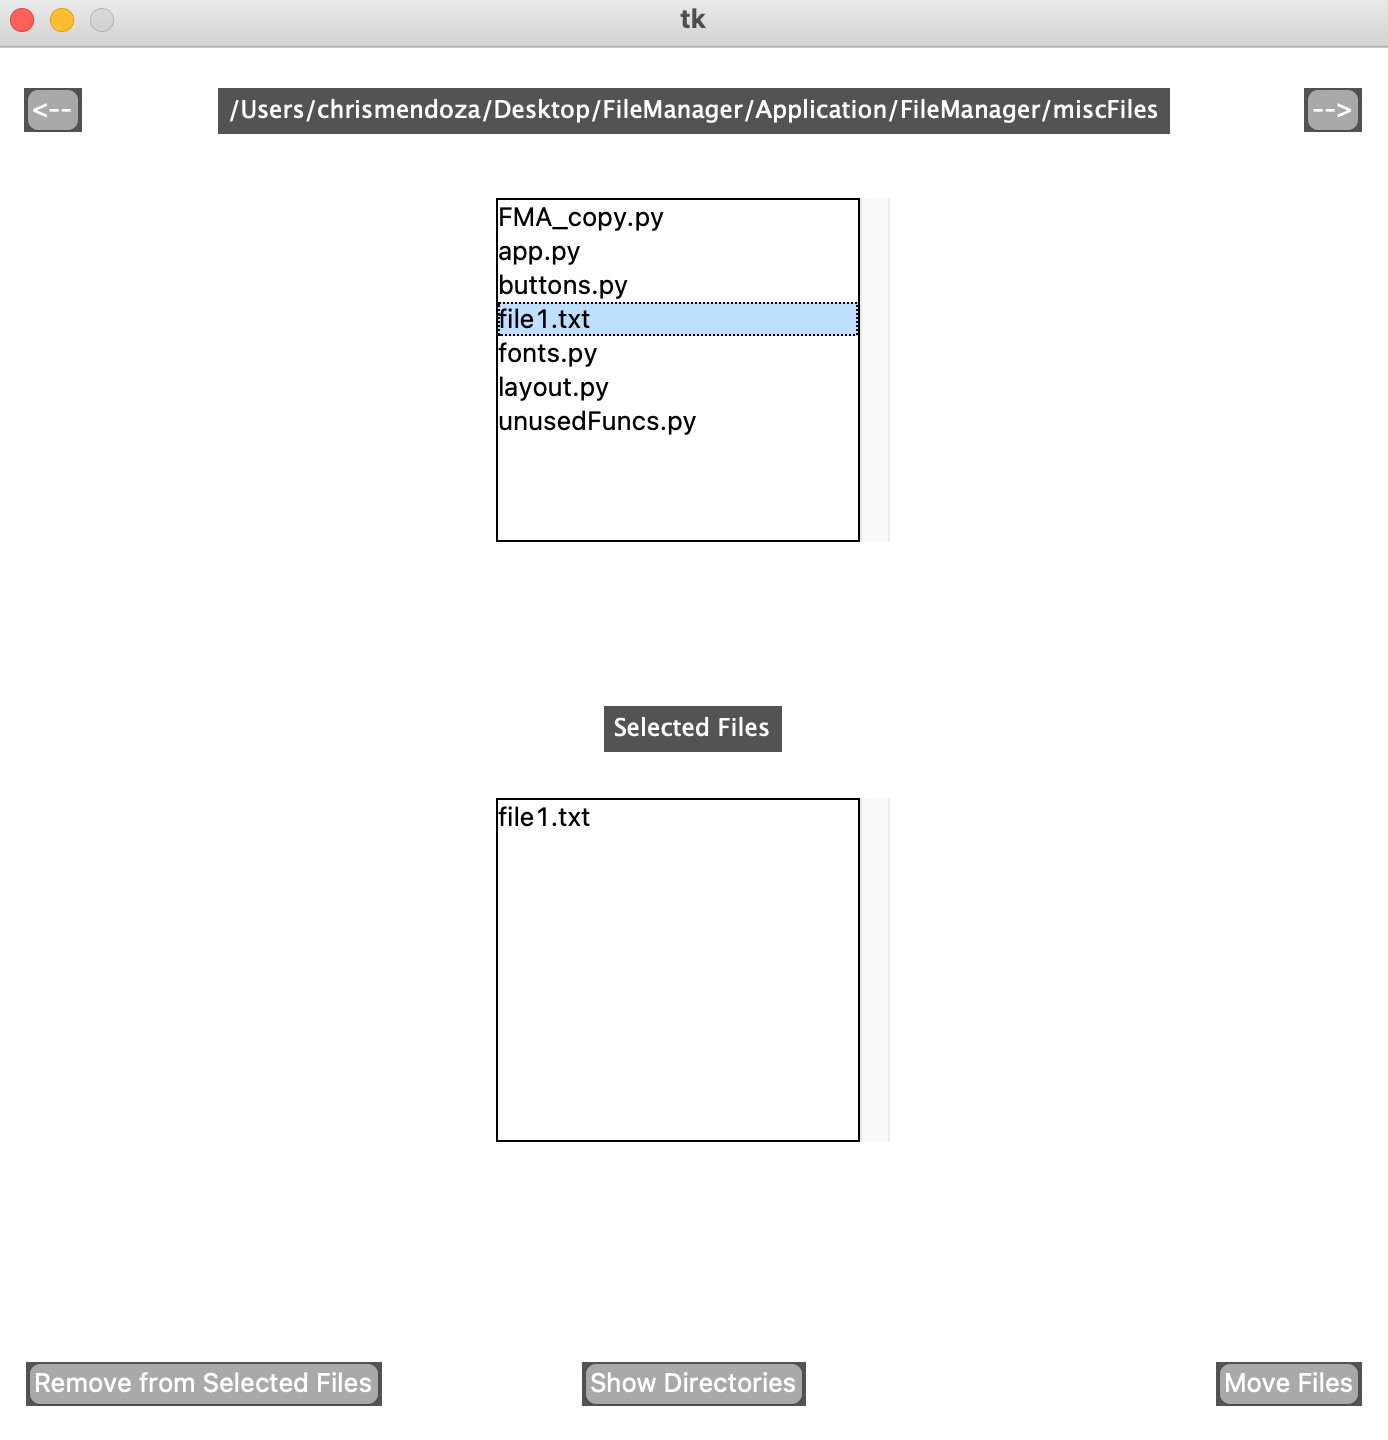 tk
<-- /Users/chrismendoza/Desktop/FileManager/Application/FileManager/miscFiles -->
FMA_copy.py
app.py
buttons.py
file1.txt
fonts.py
layout.py
unusedFuncs.py
Selected Files
file1.txt
Remove from Selected Files Show Directories Move Files